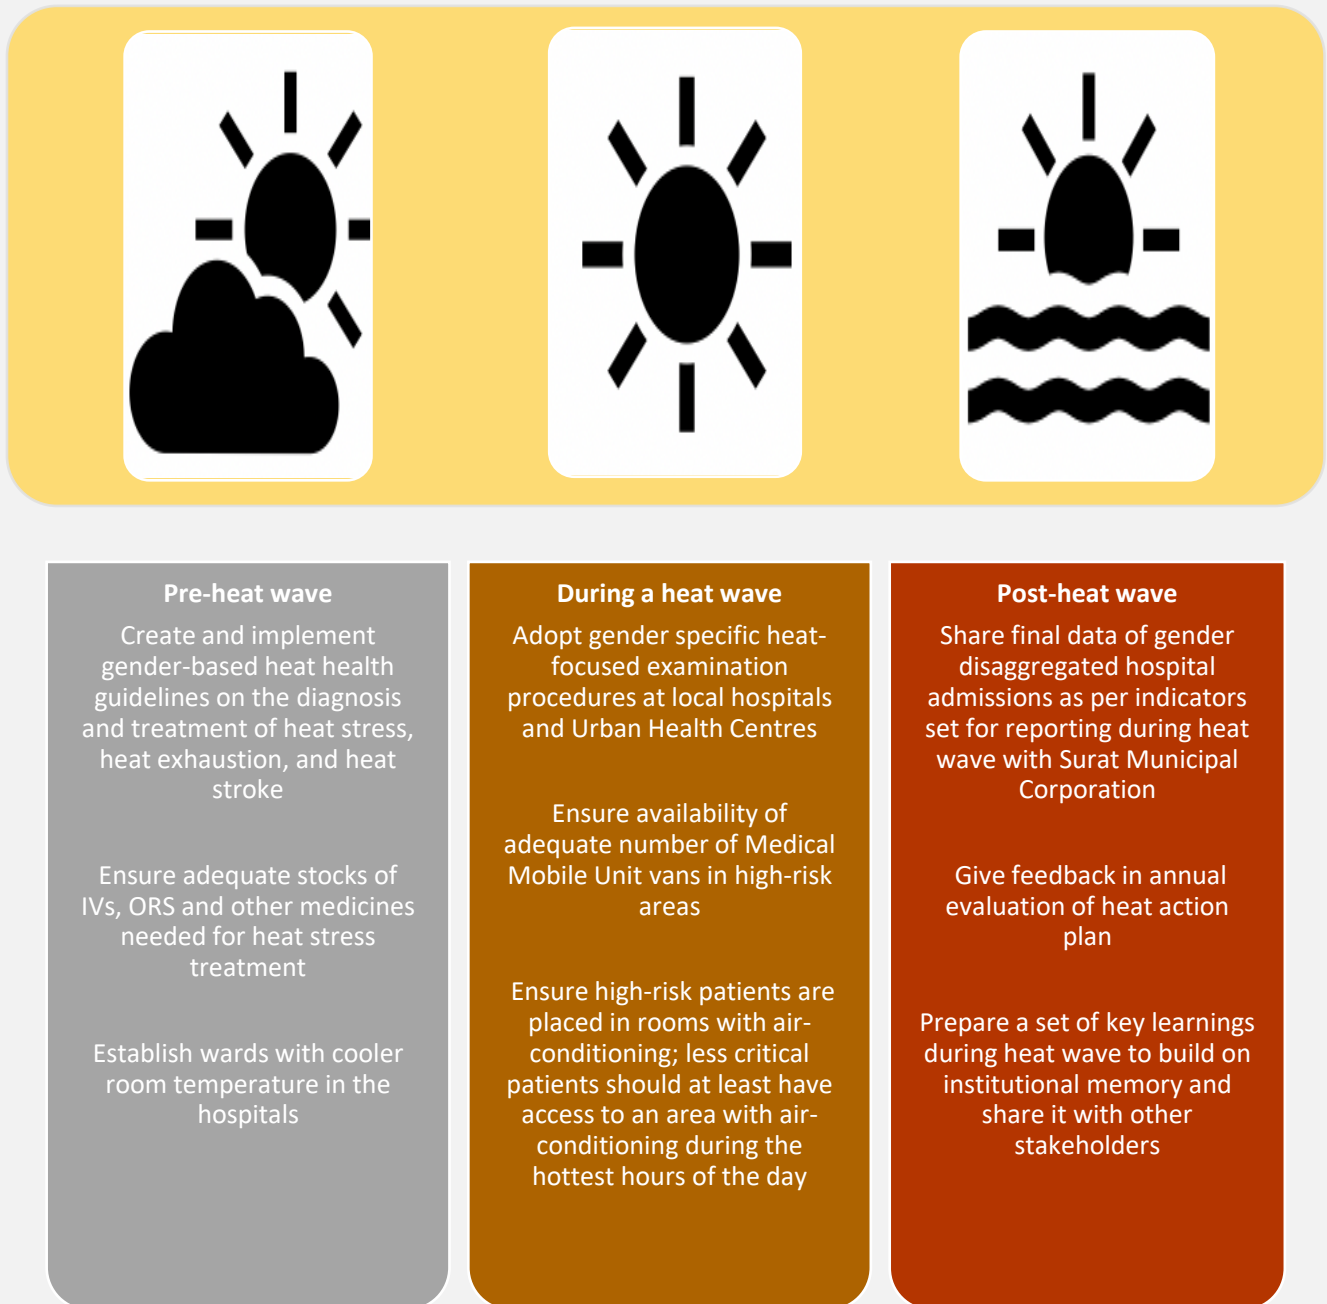 Pre-heat wave
Create and implement
gender-based heat health
guidelines on the diagnosis
and treatment of heat stress,
heat exhaustion, and heat
stroke
Ensure adequate stocks of
IVs, ORS and other medicines
needed for heat stress
treatment
Establish wards with cooler
room temperature in the
hospitals
During a heat wave
Adopt gender specific heat-
focused examination
procedures at local hospitals
and Urban Health Centres
Ensure availability of
adequate number of Medical
Mobile Unit vans in high-risk
areas
Ensure high-risk patients are
placed in rooms with air-
conditioning; less critical
patients should at least have
access to an area with air-
conditioning during the
hottest hours of the day
Post-heat wave
Share final data of gender
disaggregated hospital
admissions as per indicators
set for reporting during heat
wave with Surat Municipal
Corporation
Give feedback in annual
evaluation of heat action
plan
Prepare a set of key learnings
during heat wave to build on
institutional memory and
share it with other
stakeholders